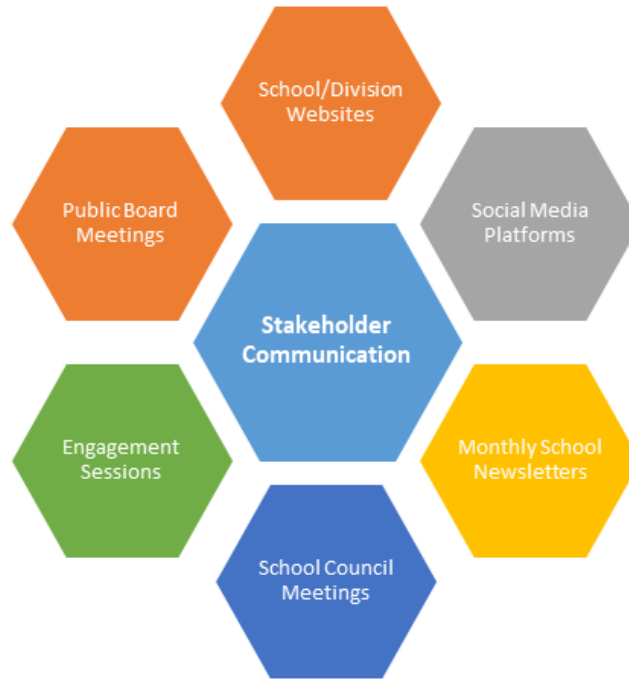 School/Division
Websites
Public Board
Meetings
Social Media
Platforms
Stakeholder
Communication
Engagement
Sessions
Monthly School
Newsletters
School Council
Meetings